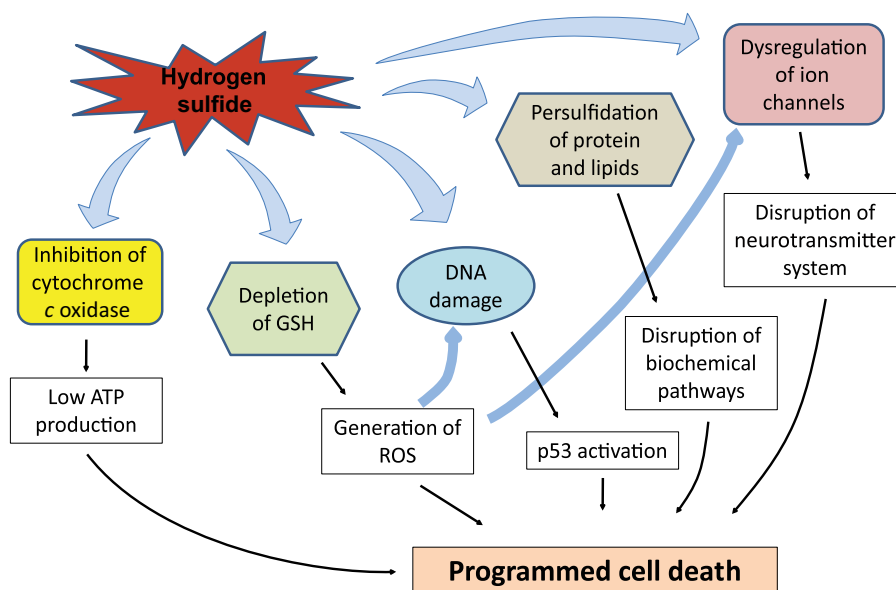 Hydrogen
sulfide
Dysregulation
of ion
channels
Persulfidation
of protein
and lipids
Disruption of
neurotransmitter
system
Inhibition of
cytochrome
c oxidase
Depletion
of GSH
DNA
damage
Disruption of
biochemical
pathways
Low ATP
production
Generation of
ROS
p53 activation
Programmed cell death